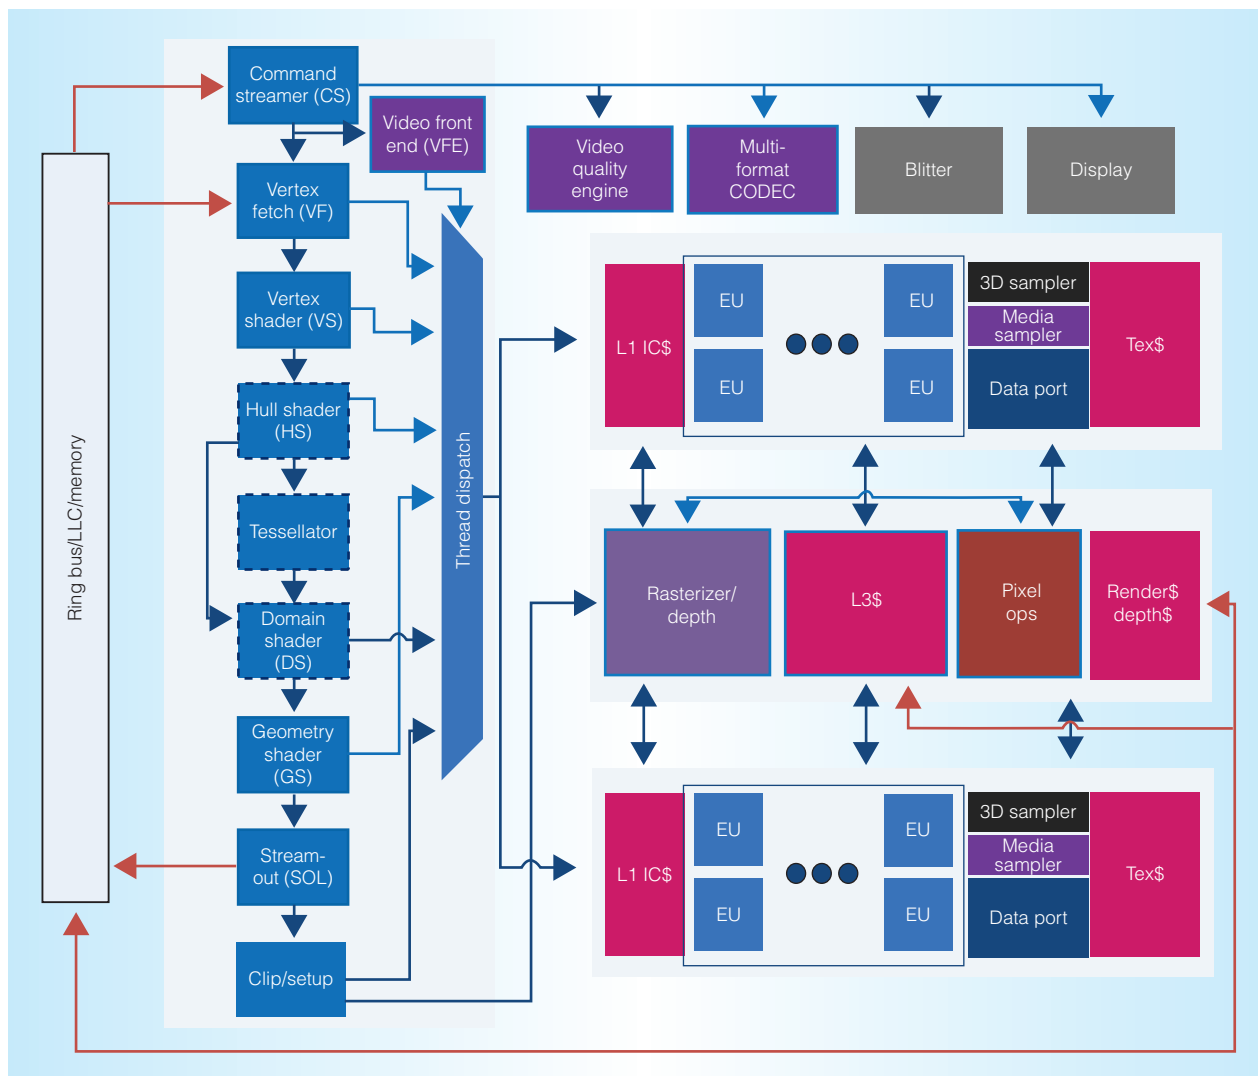 Command
streamer (CS)
Video front
end (VFE)
Video
quality
engine
Multi-
format
CODEC
Blitter
Display
Vertex
fetch (VF)
Vertex
shader (VS)
Hull shader
(HS)
Tessellator
Domain
shader
(DS)
Geometry
shader
(GS)
Stream-
out (SOL)
Clip/setup
Ring bus/LLC/memory
Thread dispatch
L1 IC$
EU
EU
EU
EU
3D sampler
Media
sampler
Data port
Tex$
Rasterizer/
depth
L3$
Pixel
ops
Render$
depth$
L1 IC$
EU
EU
EU
EU
3D sampler
Media
sampler
Data port
Tex$